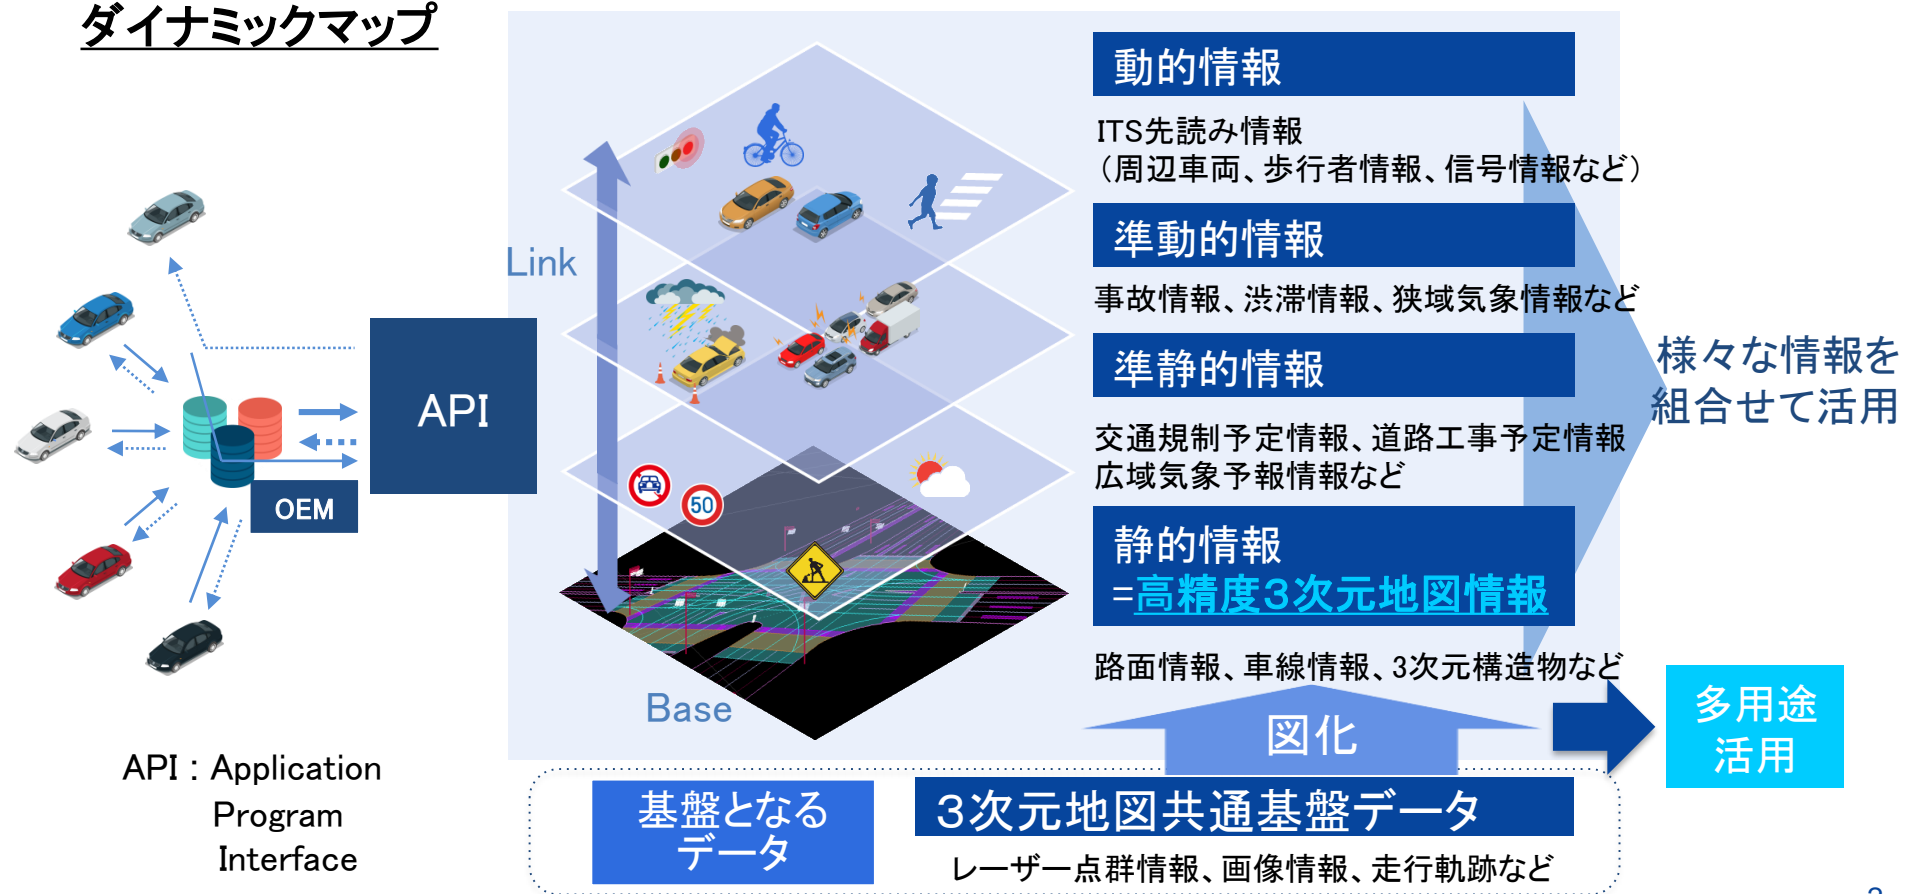 ダイナミックマップ
動的情報
ITS先読み情報
（周辺車両、歩行者情報、信号情報など）
準動的情報
事故情報、渋滞情報、狭域気象情報など
準静的情報
交通規制予定情報、道路工事予定情報
広域気象予報情報など
静的情報
=高精度３次元地図情報
路面情報、車線情報、3次元構造物など
様々な情報を
組合せて活用
Link
50
Base
API
OEM
API：Application
Program
Interface
図化
多用途
活用
基盤となる
データ
３次元地図共通基盤データ
レーザー点群情報、画像情報、走行軌跡など